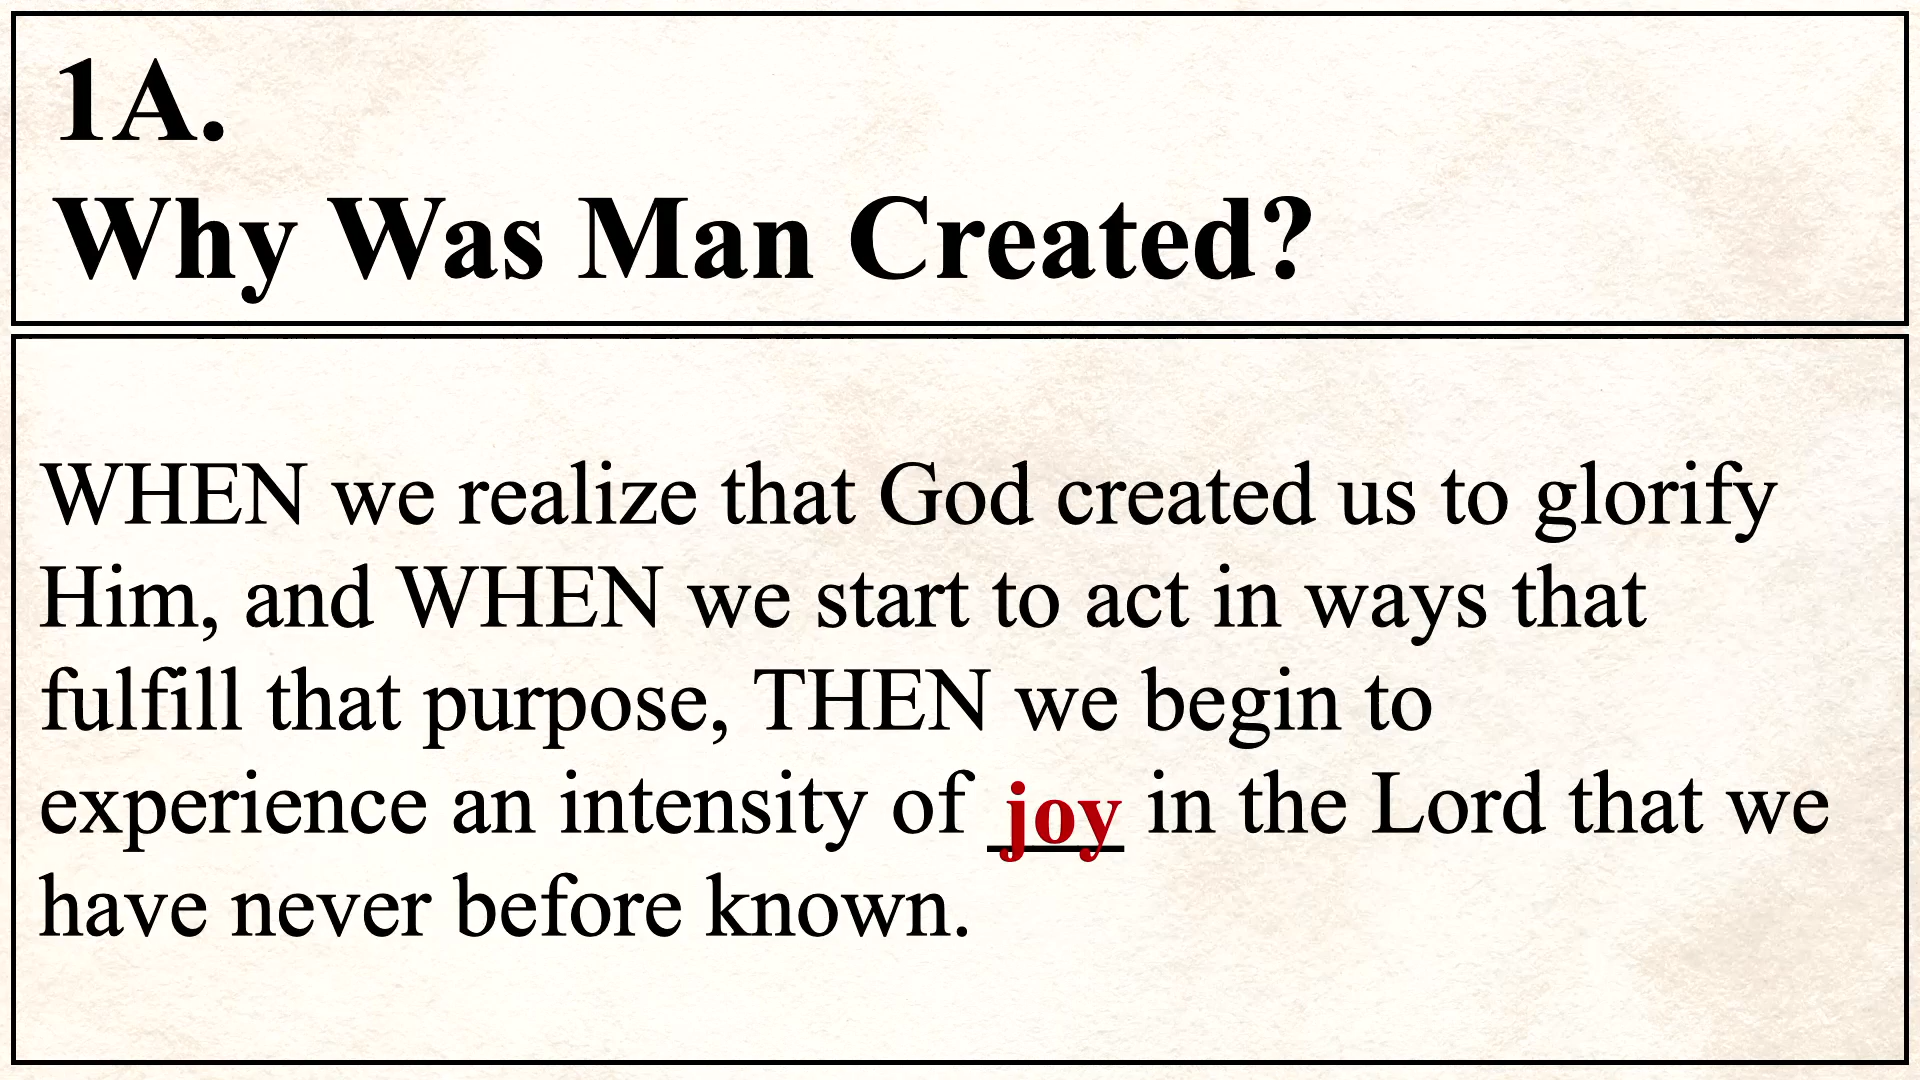 1A.
Why Was Man Created?
WHEN we realize that God created us to glorify
Him, and WHEN we start to act in ways that
fulfill that purpose, THEN we begin to
experience an intensity of joy in the Lord that we
have never before known.